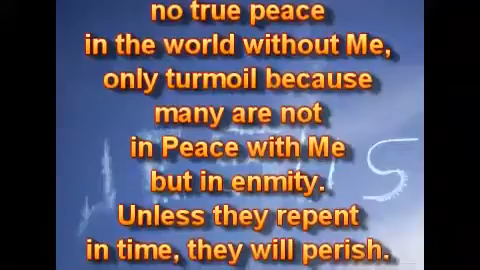 no true peace
in the world without Me,
only turmoil because
many are not
in Peace with Me
but in enmity.
Unless they repent
in time, they will perish.